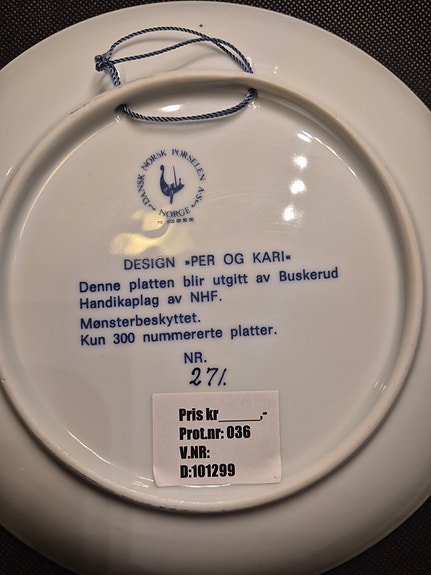 DANSK NORSK PORSELEN A.S
NORGE
DESIGN »PER OG KARI«
Denne platten blir utgitt av Buskerud
Handikaplag av NHF.
Mønsterbeskyttet.
Kun 300 nummererte platter.
NR.
271.
Pris kr______,-
Prot.nr: 036
V.NR:
D:101299